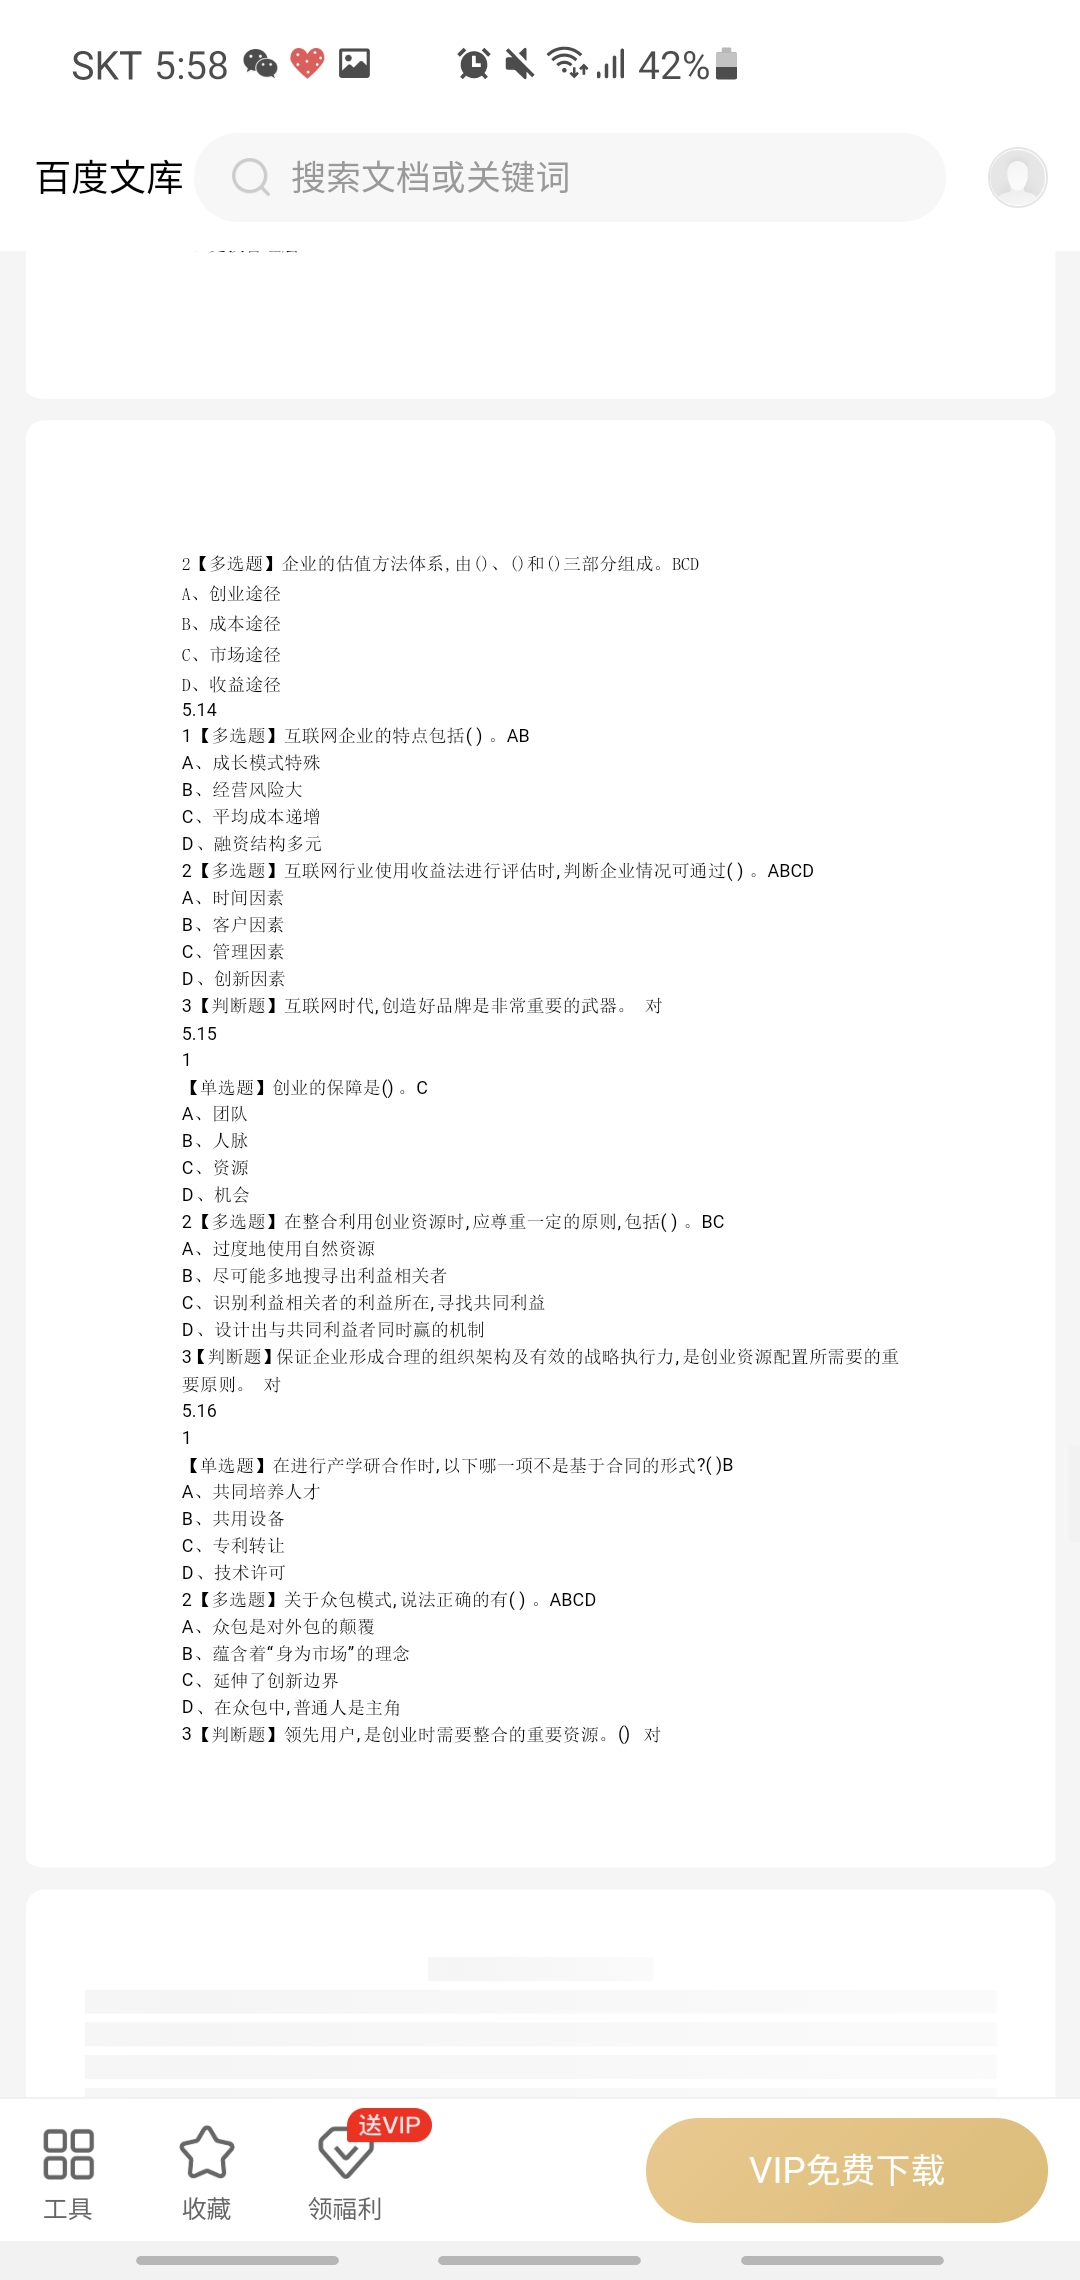 SKT 5:58
42%
百度文库
搜索文档或关键词
2【多选题】企业的估值方法体系,由()、()和()三部分组成。BCD
A、创业途径
B、成本途径
C、市场途径
D、收益途径
5.14
1【多选题】互联网企业的特点包括( ) 。AB
A、成长模式特殊
B、经营风险大
C、平均成本递增
D、融资结构多元
2【多选题】互联网行业使用收益法进行评估时,判断企业情况可通过( ) 。ABCD
A、时间因素
B、客户因素
C、管理因素
D、创新因素
3【判断题】互联网时代,创造好品牌是非常重要的武器。 对
5.15
1
【单选题】创业的保障是() 。C
A、团队
B、人脉
C、资源
D、机会
2【多选题】在整合利用创业资源时,应尊重一定的原则,包括( ) 。BC
A、过度地使用自然资源
B、尽可能多地搜寻出利益相关者
C、识别利益相关者的利益所在,寻找共同利益
D、设计出与共同利益者同时赢的机制
3【判断题】保证企业形成合理的组织架构及有效的战略执行力,是创业资源配置所需要的重
要原则。 对
5.16
1
【单选题】在进行产学研合作时,以下哪一项不是基于合同的形式?( )B
A、共同培养人才
B、共用设备
C、专利转让
D、技术许可
2【多选题】关于众包模式,说法正确的有( ) 。ABCD
A、众包是对外包的颠覆
B、蕴含着“身为市场”的理念
C、延伸了创新边界
D、在众包中,普通人是主角
3【判断题】领先用户,是创业时需要整合的重要资源。() 对
送VIP
工具
收藏
领福利
VIP免费下载